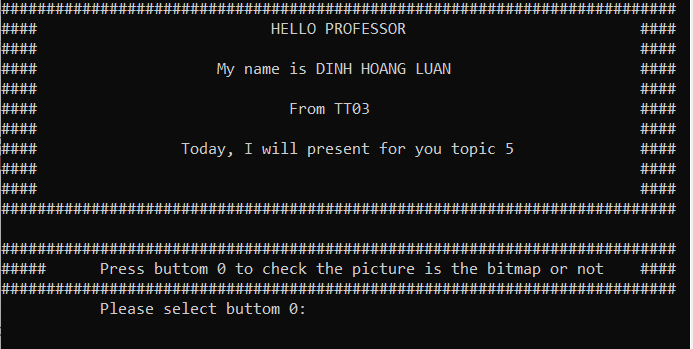 ###########################################################################
#### HELLO PROFESSOR ####
#### ####
#### My name is DINH HOANG LUAN ####
#### ####
#### From TT03 ####
#### ####
#### Today, I will present for you topic 5 ####
#### ####
#### ####
###########################################################################
###########################################################################
##### Press buttom 0 to check the picture is the bitmap or not ####
###########################################################################
Please select buttom 0: